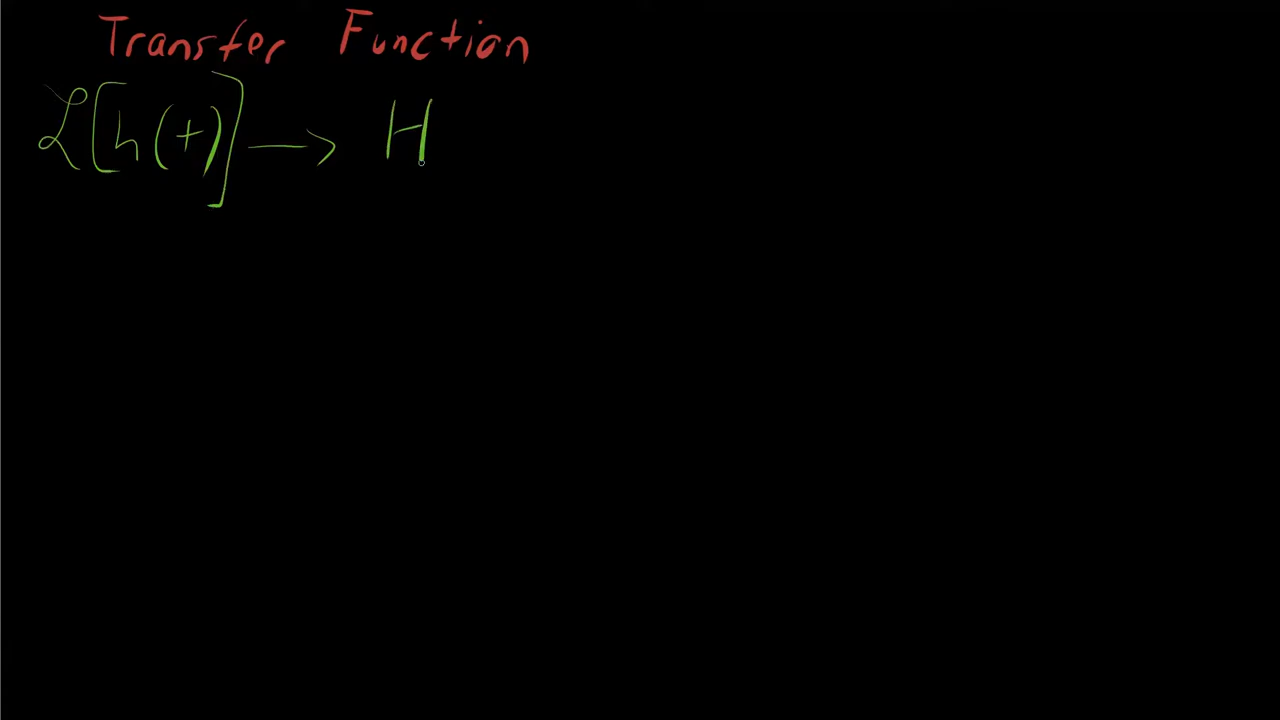 Transfer Function
ℒ[h(t)] → H